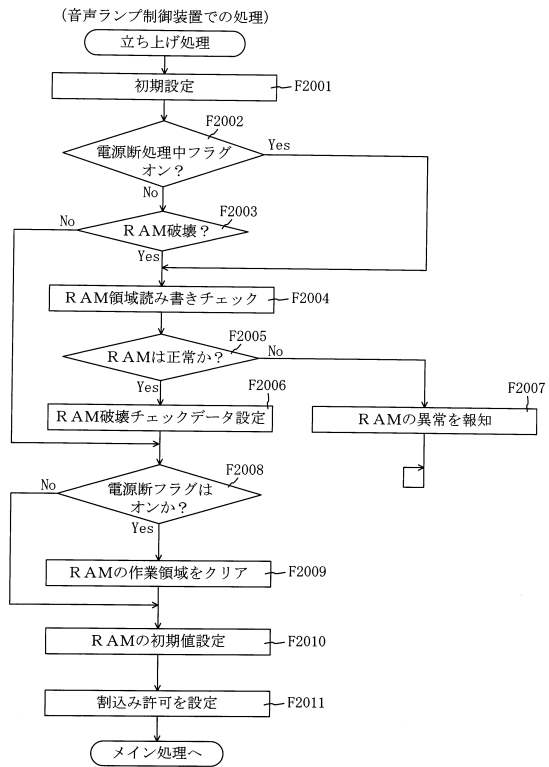 (音声ランプ制御装置での処理)
立ち上げ処理
初期設定
F2001
F2002
電源断処理中フラグ
オン？
Yes
No
F2003
No
ＲＡＭ破壊？
Yes
ＲＡＭ領域読み書きチェック
F2004
F2005
ＲＡＭは正常か？
No
Yes
F2006
F2007
ＲＡＭ破壊チェックデータ設定
ＲＡＭの異常を報知
F2008
No
電源断フラグは
オンか？
Yes
ＲＡＭの作業領域をクリア
F2009
ＲＡＭの初期値設定
F2010
割込み許可を設定
F2011
メイン処理へ